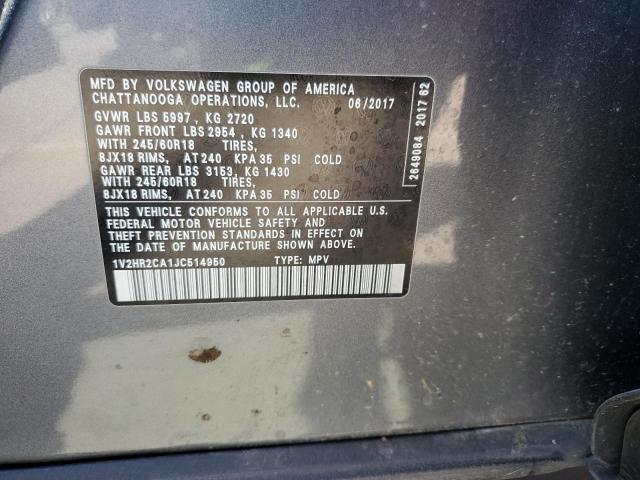 MFD BY VOLKSWAGEN GROUP OF AMERICA
CHATTANOOGA OPERATIONS, LLC. 06/2017
GVWR LBS 5997 , KG 2720
GAWR FRONT LBS 2954 , KG 1340
WITH 245/60R18 TIRES,
8JX18 RIMS, AT 240 KPA 35 PSI COLD
GAWR REAR LBS 3153, KG 1430
WITH 245/60R18 TIRES,
8JX18 RIMS, AT 240 KPA 35 PSI COLD
THIS VEHICLE CONFORMS TO ALL APPLICABLE U.S.
FEDERAL MOTOR VEHICLE SAFETY AND
THEFT PREVENTION STANDARDS IN EFFECT ON
THE DATE OF MANUFACTURE SHOWN ABOVE.
1V2HR2CA1JC514950 TYPE: MPV
2649084 2017 62